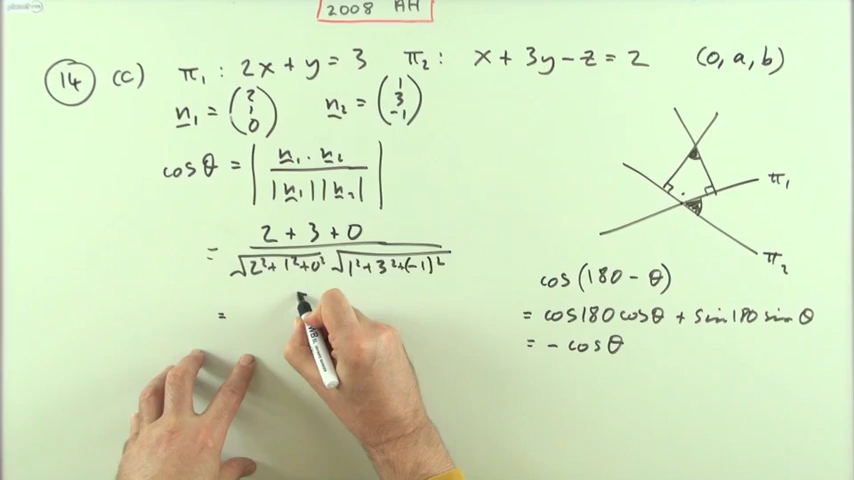 2008 AH
14 (c) π₁ : 2x + y = 3 π₂ : x + 3y - z = 2 (0, a, b)
n₁ = (2 1 0) n₂ = (1 3 -1)
cos θ = | n₁ . n₂ / |n₁| |n₂| |
= 2 + 3 + 0 / √2² + 1² + 0² √1² + 3² + (-1)²
=
π₁
π₂
cos (180 - θ)
= cos180 cos θ + sin 180 sin θ
= - cos θ